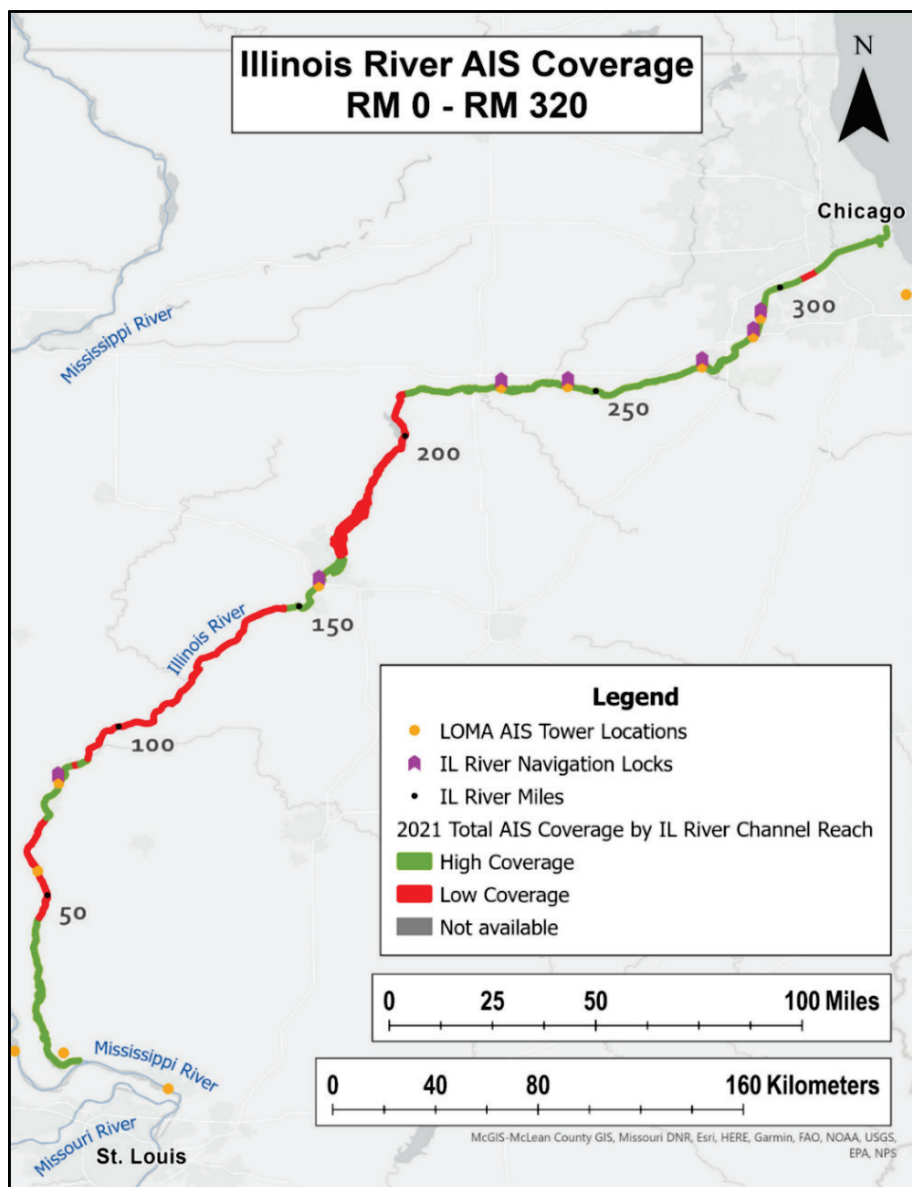 Illinois River AIS Coverage
RM 0 - RM 320
N
Chicago
300
Mississippi River
250
200
Illinois River
150
100
50
Mississippi River
Missouri River
St. Louis
Legend
LOMA AIS Tower Locations
IL River Navigation Locks
IL River Miles
2021 Total AIS Coverage by IL River Channel Reach
High Coverage
Low Coverage
Not available
0 25 50 100 Miles
0 40 80 160 Kilometers
McGIS-McLean County GIS, Missouri DNR, Esri, HERE, Garmin, FAO, NOAA, USGS,
EPA, NPS